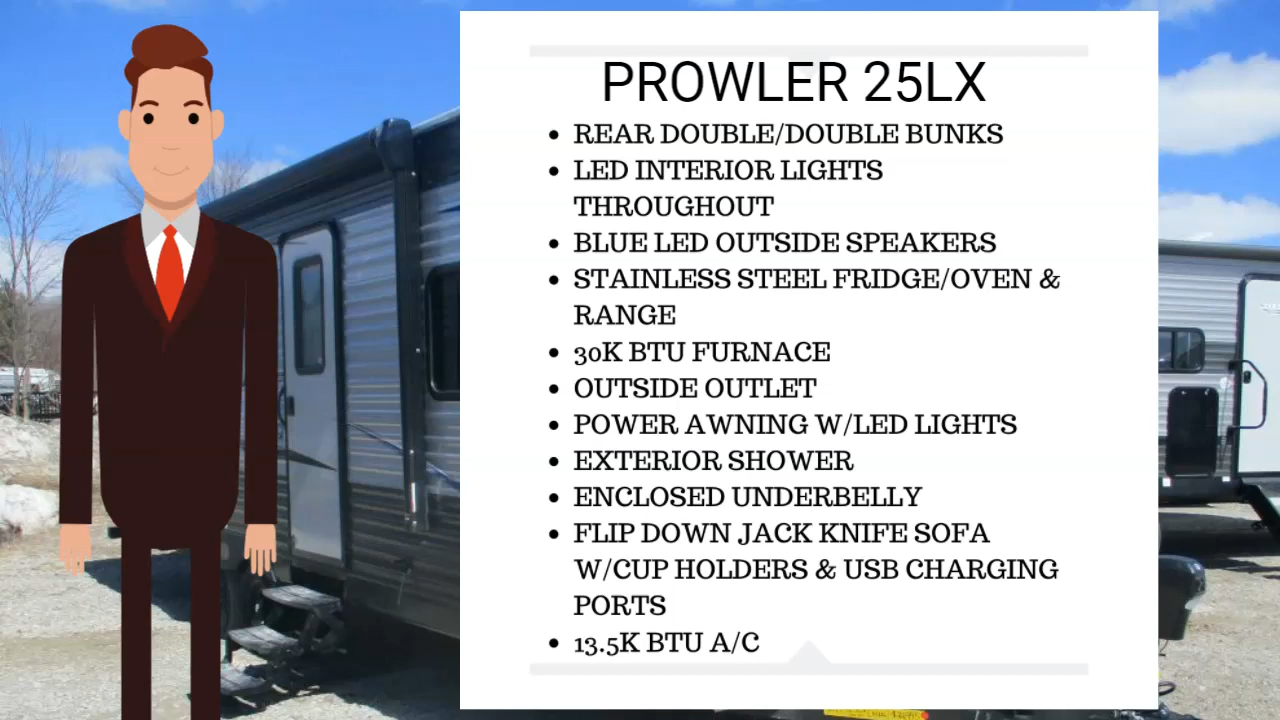 PROWLER 25LX
• REAR DOUBLE/DOUBLE BUNKS
• LED INTERIOR LIGHTS
THROUGHOUT
• BLUE LED OUTSIDE SPEAKERS
• STAINLESS STEEL FRIDGE/OVEN &
RANGE
• 30K BTU FURNACE
• OUTSIDE OUTLET
• POWER AWNING W/LED LIGHTS
• EXTERIOR SHOWER
• ENCLOSED UNDERBELLY
• FLIP DOWN JACK KNIFE SOFA
W/CUP HOLDERS & USB CHARGING
PORTS
• 13.5K BTU A/C